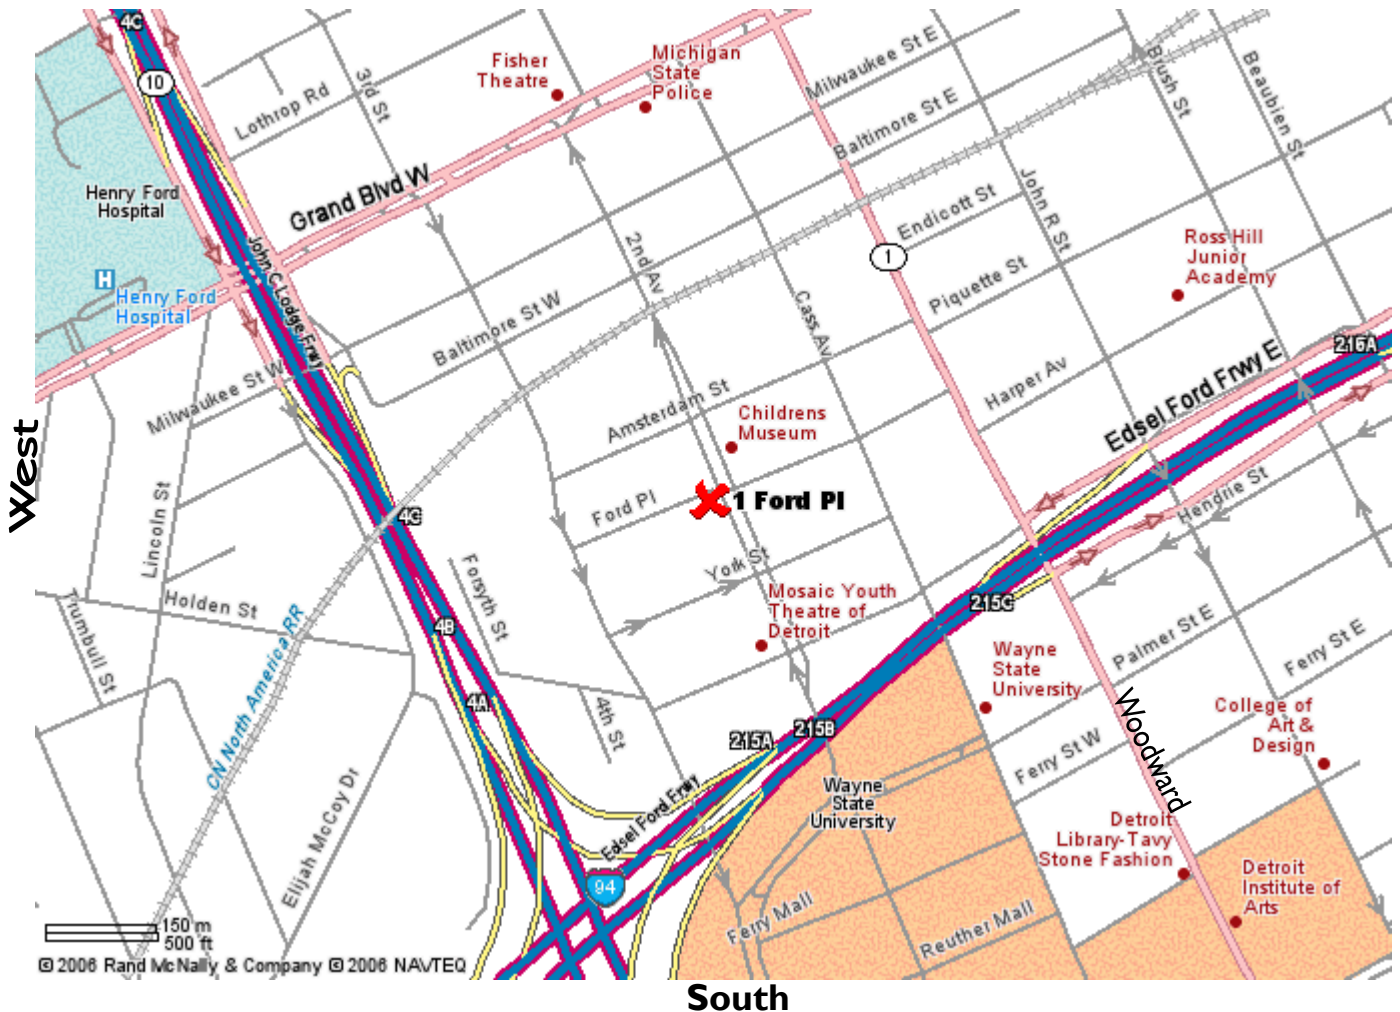 4C
10
Lothrop Rd
3rd St
Fisher
Theatre
Michigan
State
Police
Milwaukee St E
Baltimore St E
Brush St
Beaubien St
Henry Ford
Hospital
Grand Blvd W
John C Lodge Frwy
H
Henry Ford
Hospital
2nd Av
Endicott St
John R St
1
Ross Hill
Junior
Academy
Piquette St
Cass Av
Baltimore St W
Milwaukee St W
Harper Av
Edsel Ford Frwy E
216A
Amsterdam St
Childrens
Museum
West
Lincoln St
4C
Ford Pl
1 Ford Pl
Hendrie St
Forsyth St
York St
Trumbull St
Holden St
CN North America RR
4B
Mosaic Youth
Theatre of
Detroit
215C
Palmer St E
Ferry St E
Wayne
State
University
4A
4th St
215A
215B
Woodward
College of
Art &
Design
Ferry St W
Elijah McCoy Dr
Edsel Ford Frwy
Wayne
State
University
Detroit
Library-Tavy
Stone Fashion
94
Detroit
Institute of
Arts
Ferry Mall
Reuther Mall
150 m
500 ft
© 2006 Rand McNally & Company © 2006 NAVTEQ
South